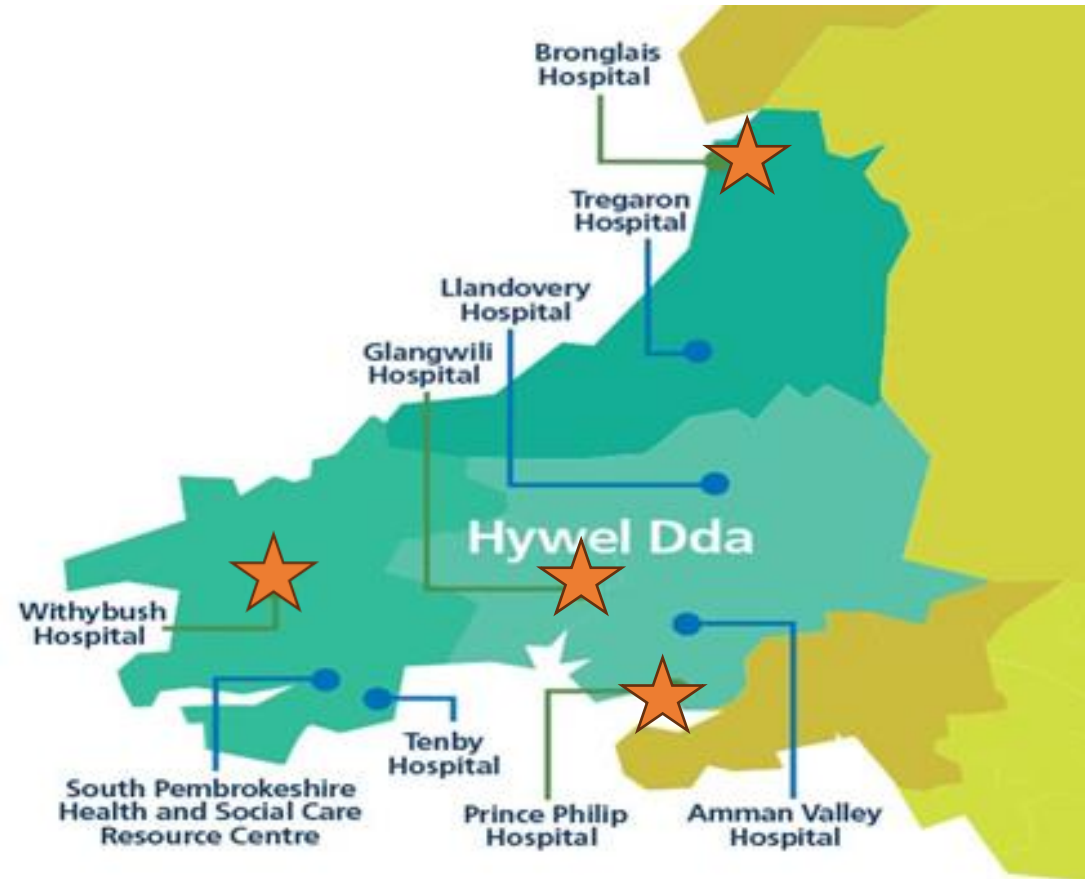 Bronglais
Hospital
Tregaron
Hospital
Llandovery
Hospital
Glangwili
Hospital
Hywel Dda
Withybush
Hospital
Tenby
Hospital
South Pembrokeshire
Health and Social Care
Resource Centre
Prince Philip
Hospital
Amman Valley
Hospital